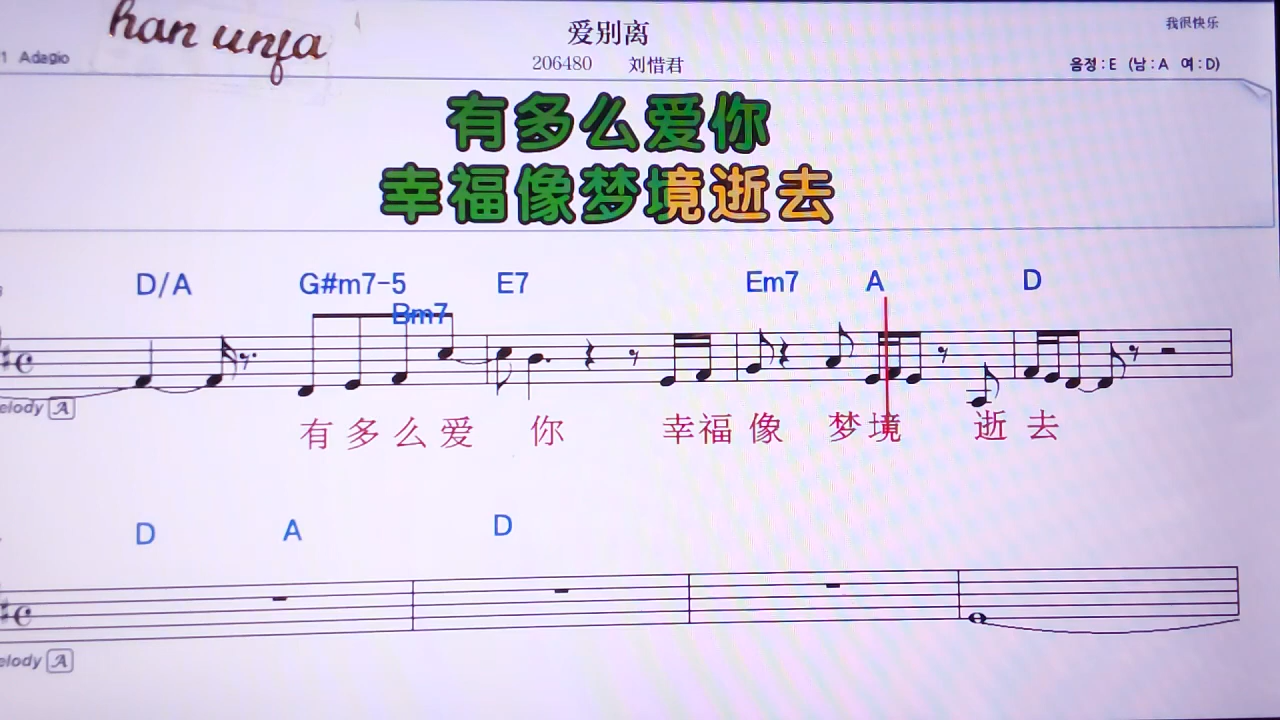 han unja
爱别离
我很快乐
1 Adagio
206480 刘惜君
음정:E (남:A 여:D)
有多么爱你
幸福像梦境逝去
D/A G#m7-5 Bm7 E7 Em7 A D
elody A
有多么爱 你 幸福像 梦境 逝去
D A D
elody A